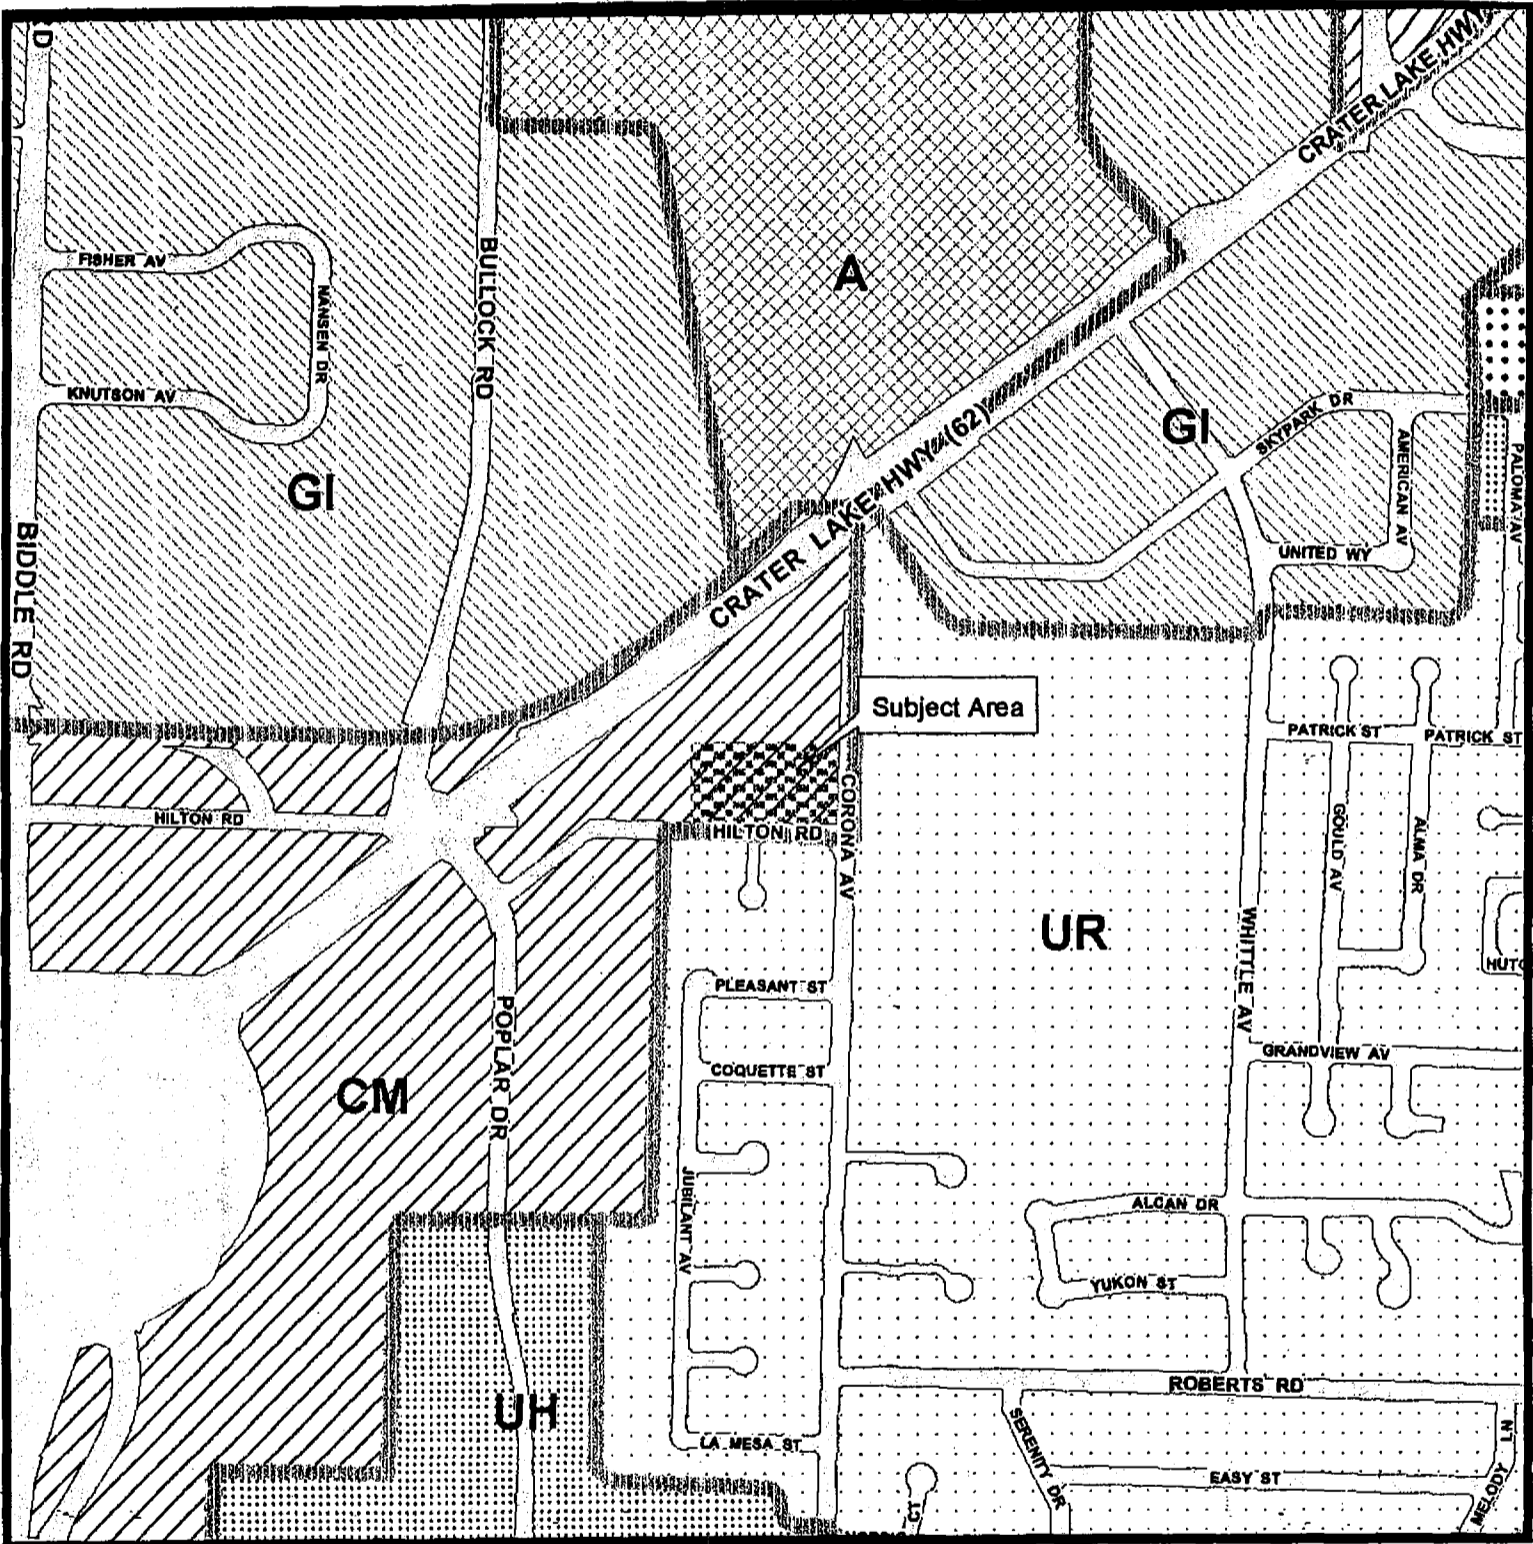 D
CRATER LAKE HWY
FISHER AV
NANSEN DR
BULLOCK RD
A
KNUTSON AV
GI
CRATER LAKE HWY (62)
GI
SKYPARK DR
AMERICAN AV
PALOMA AV
UNITED WY
BIDDLE RD
Subject Area
PATRICK ST
PATRICK ST
HILTON RD
HILTON RD
CORONA AV
GOULD AV
ALMA DR
UR
WHITTLE AV
HUTC
PLEASANT ST
POPLAR DR
GRANDVIEW AV
COQUETTE ST
CM
JUBILANT AV
ALCAN DR
YUKON ST
ROBERTS RD
UH
LA MESA ST
SERENITY DR
EASY ST
MELODY LN
CT